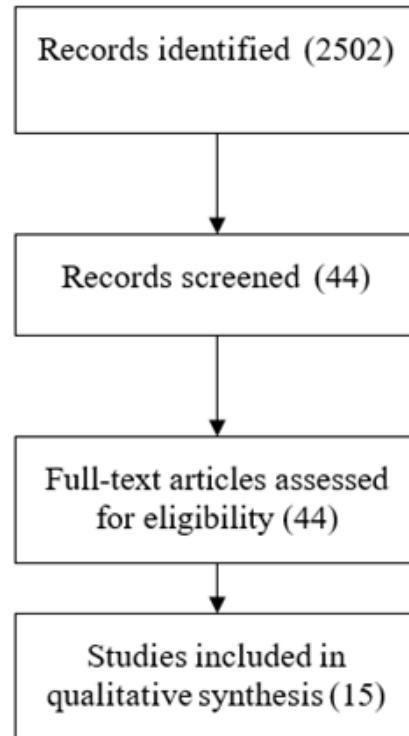 Records identified (2502)
Records screened (44)
Full-text articles assessed
for eligibility (44)
Studies included in
qualitative synthesis (15)